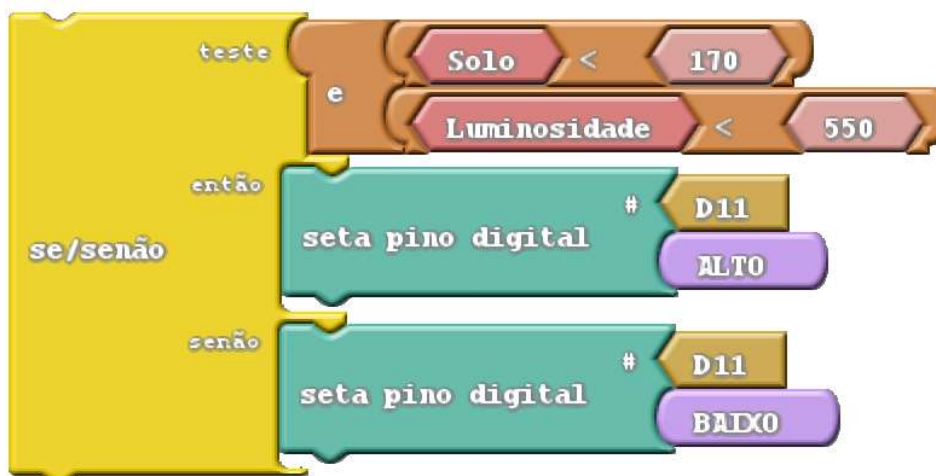 teste
Solo < 170
e
Luminosidade < 550
então
seta pino digital # D11
ALTO
se/senão
senão
seta pino digital # D11
BAIXO